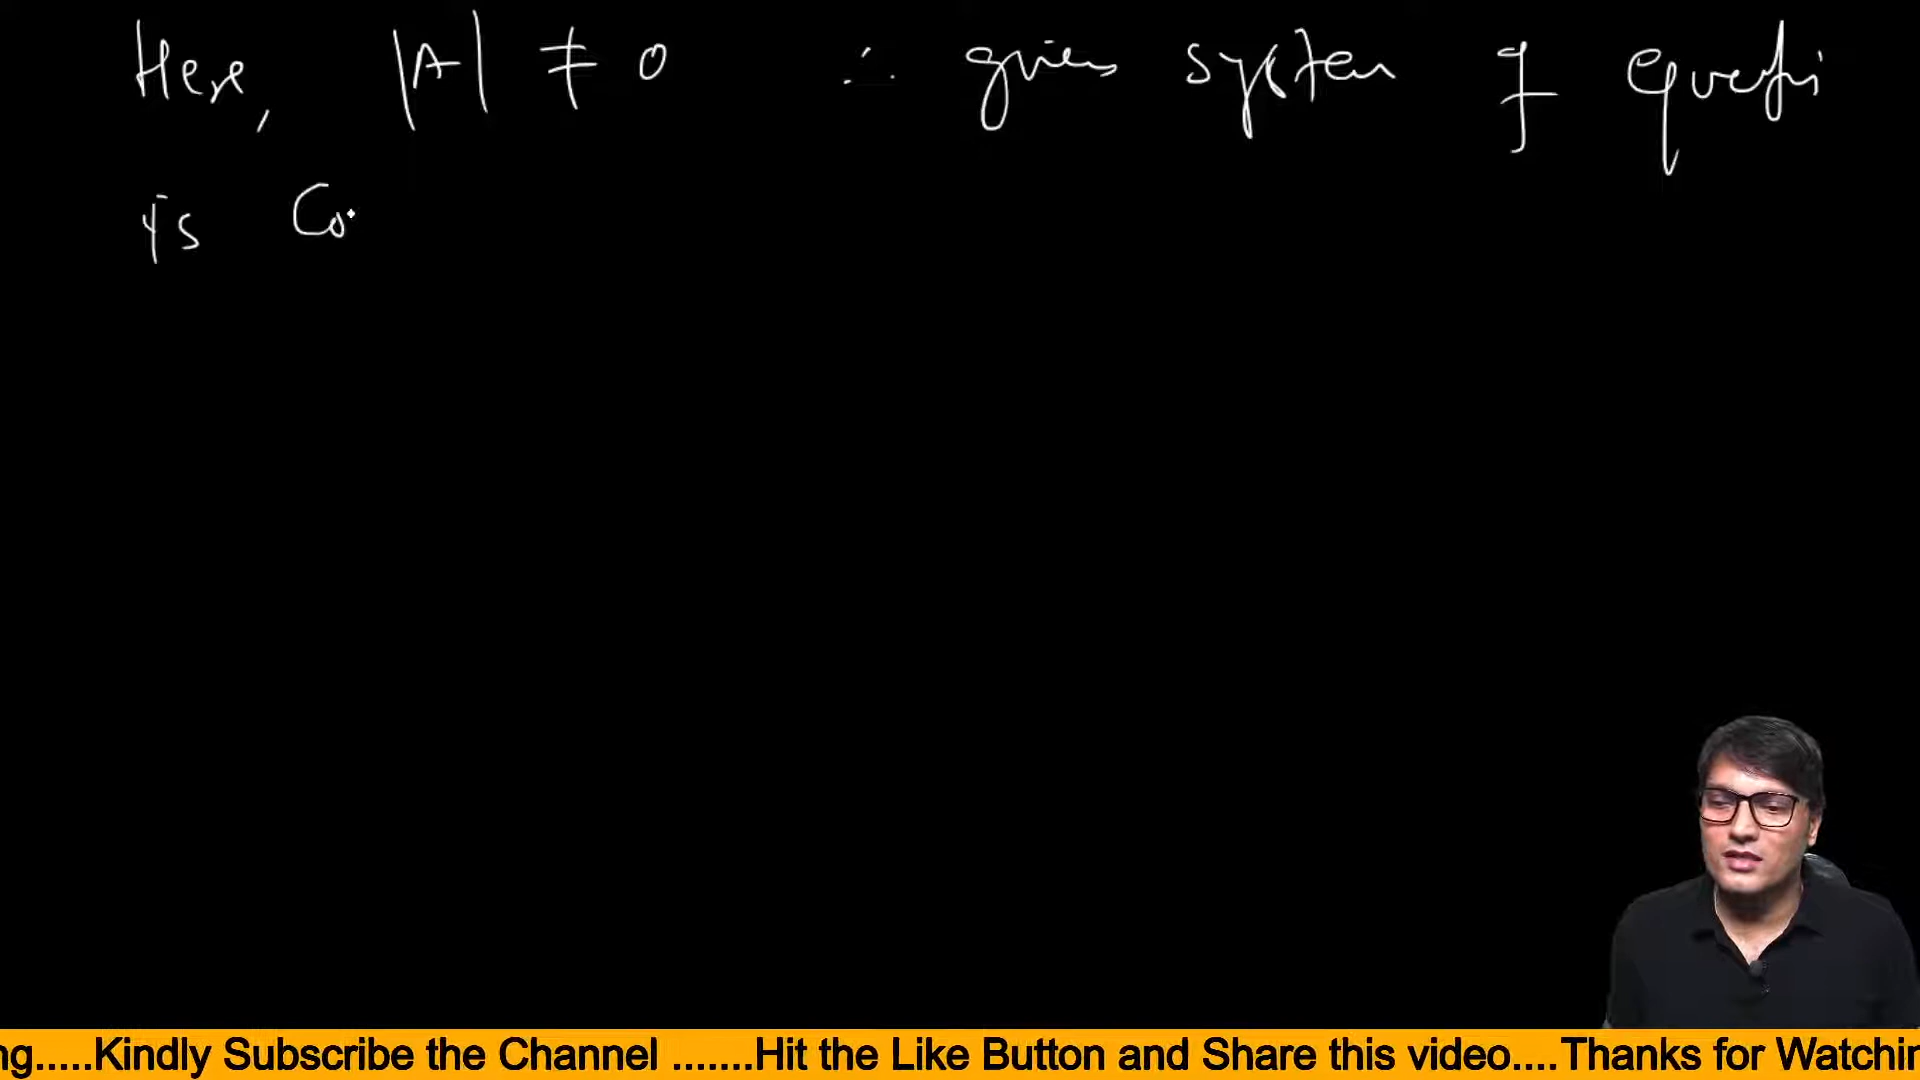 Here, |A| ≠ 0 ∴ given system of equati
is Co
ng.....Kindly Subscribe the Channel .......Hit the Like Button and Share this video....Thanks for Watchin